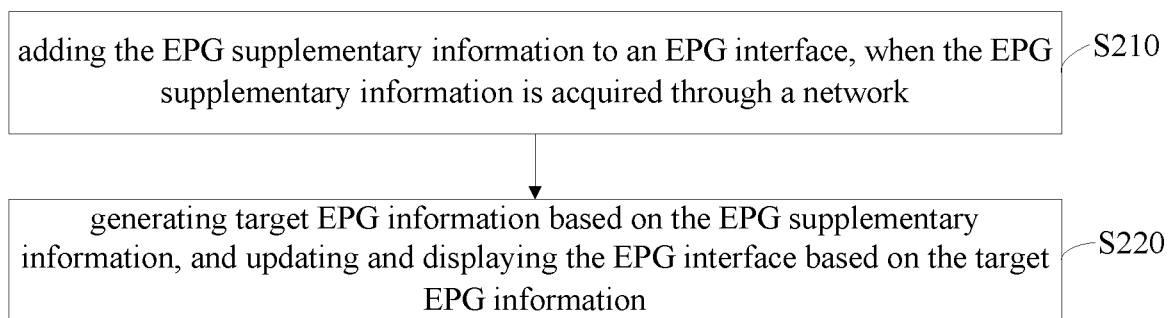 adding the EPG supplementary information to an EPG interface, when the EPG
supplementary information is acquired through a network
S210
generating target EPG information based on the EPG supplementary
information, and updating and displaying the EPG interface based on the target
EPG information
S220